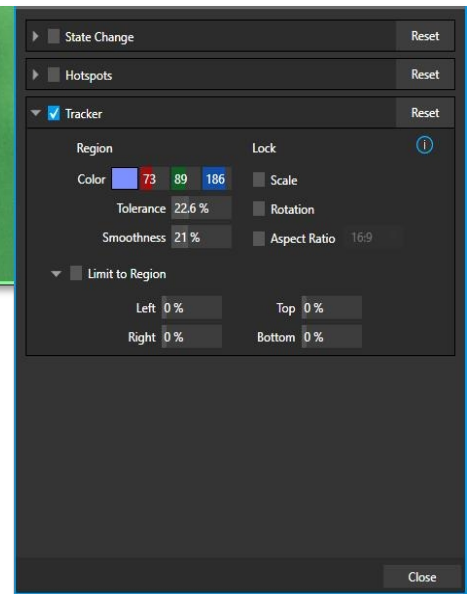 State Change Reset
Hotspots Reset
Tracker Reset
Region Lock
Color 73 89 186 Scale
Tolerance 22.6 % Rotation
Smoothness 21 % Aspect Ratio 16:9
Limit to Region
Left 0 % Top 0 %
Right 0 % Bottom 0 %
Close